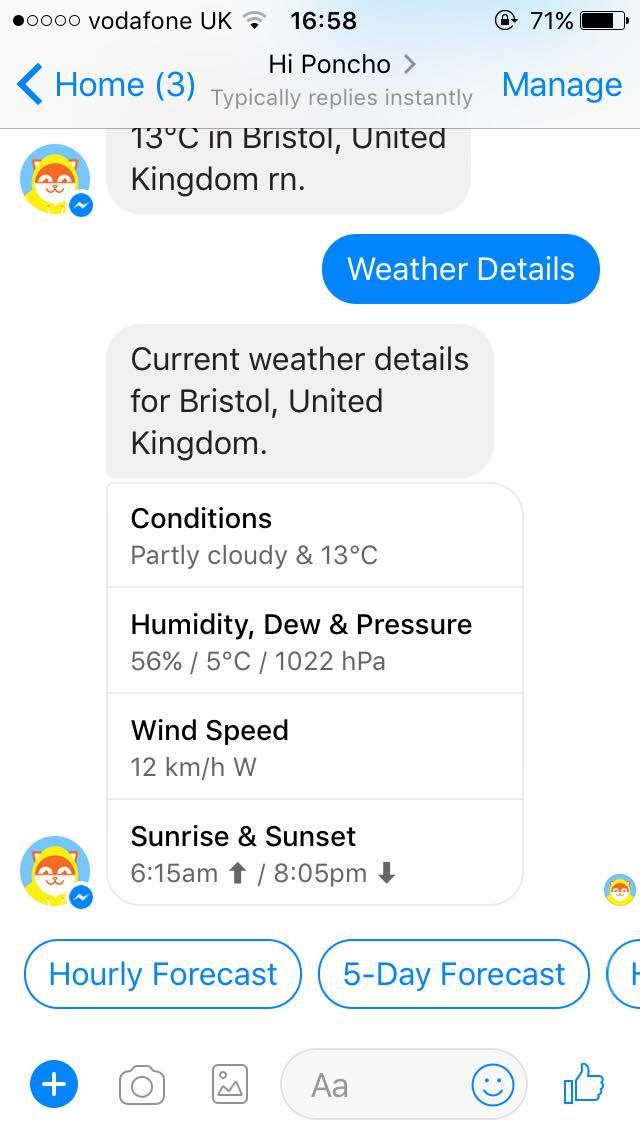 vodafone UK 16:58 71%
Home (3) Hi Poncho Manage
Typically replies instantly
13°C in Bristol, United
Kingdom rn.
Weather Details
Current weather details
for Bristol, United
Kingdom.
Conditions
Partly cloudy & 13°C
Humidity, Dew & Pressure
56% / 5°C / 1022 hPa
Wind Speed
12 km/h W
Sunrise & Sunset
6:15am ⬆ / 8:05pm ⬇
Hourly Forecast 5-Day Forecast
Aa